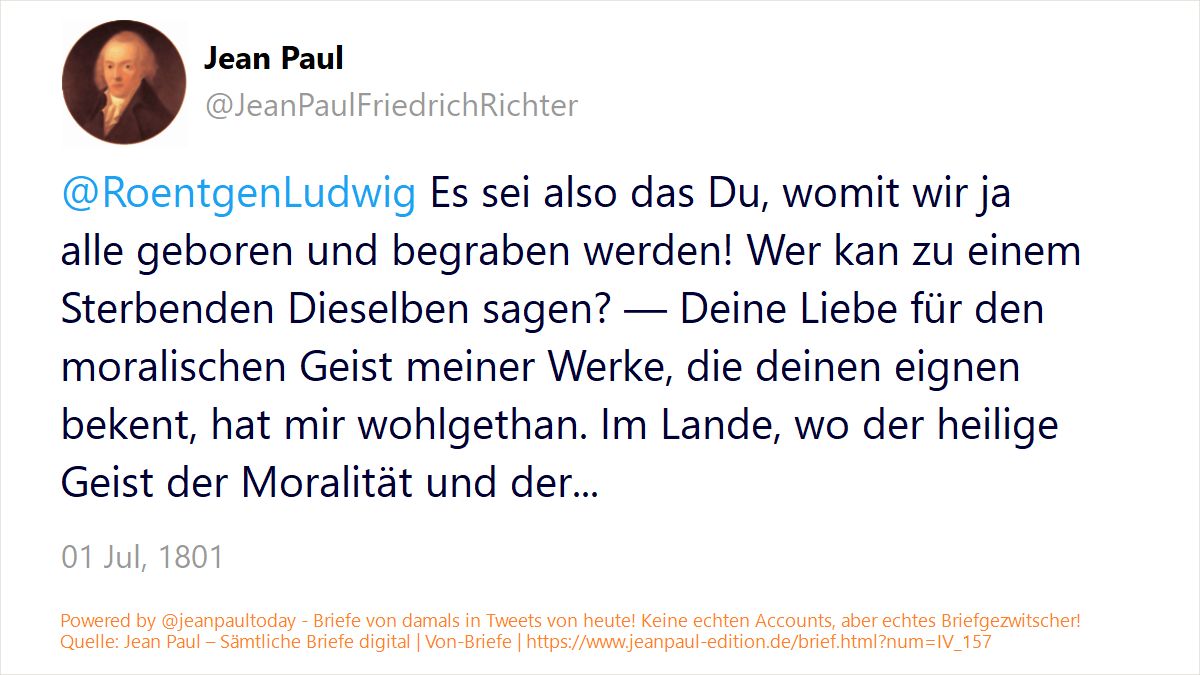 Jean Paul
@JeanPaulFriedrichRichter
@RoentgenLudwig Es sei also das Du, womit wir ja
alle geboren und begraben werden! Wer kan zu einem
Sterbenden Dieselben sagen? — Deine Liebe für den
moralischen Geist meiner Werke, die deinen eignen
bekent, hat mir wohlgethan. Im Lande, wo der heilige
Geist der Moralität und der...
01 Jul, 1801
Powered by @jeanpaultoday - Briefe von damals in Tweets von heute! Keine echten Accounts, aber echtes Briefgezwitscher!
Quelle: Jean Paul – Sämtliche Briefe digital | Von-Briefe | https://www.jeanpaul-edition.de/brief.html?num=IV_157